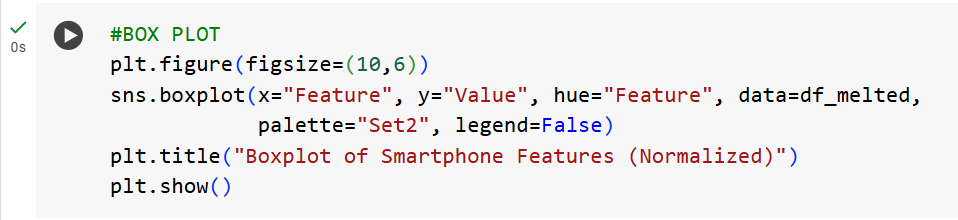 #BOX PLOT
0s
plt.figure(figsize=(10,6))
sns.boxplot(x="Feature", y="Value", hue="Feature", data=df_melted,
            palette="Set2", legend=False)
plt.title("Boxplot of Smartphone Features (Normalized)")
plt.show()